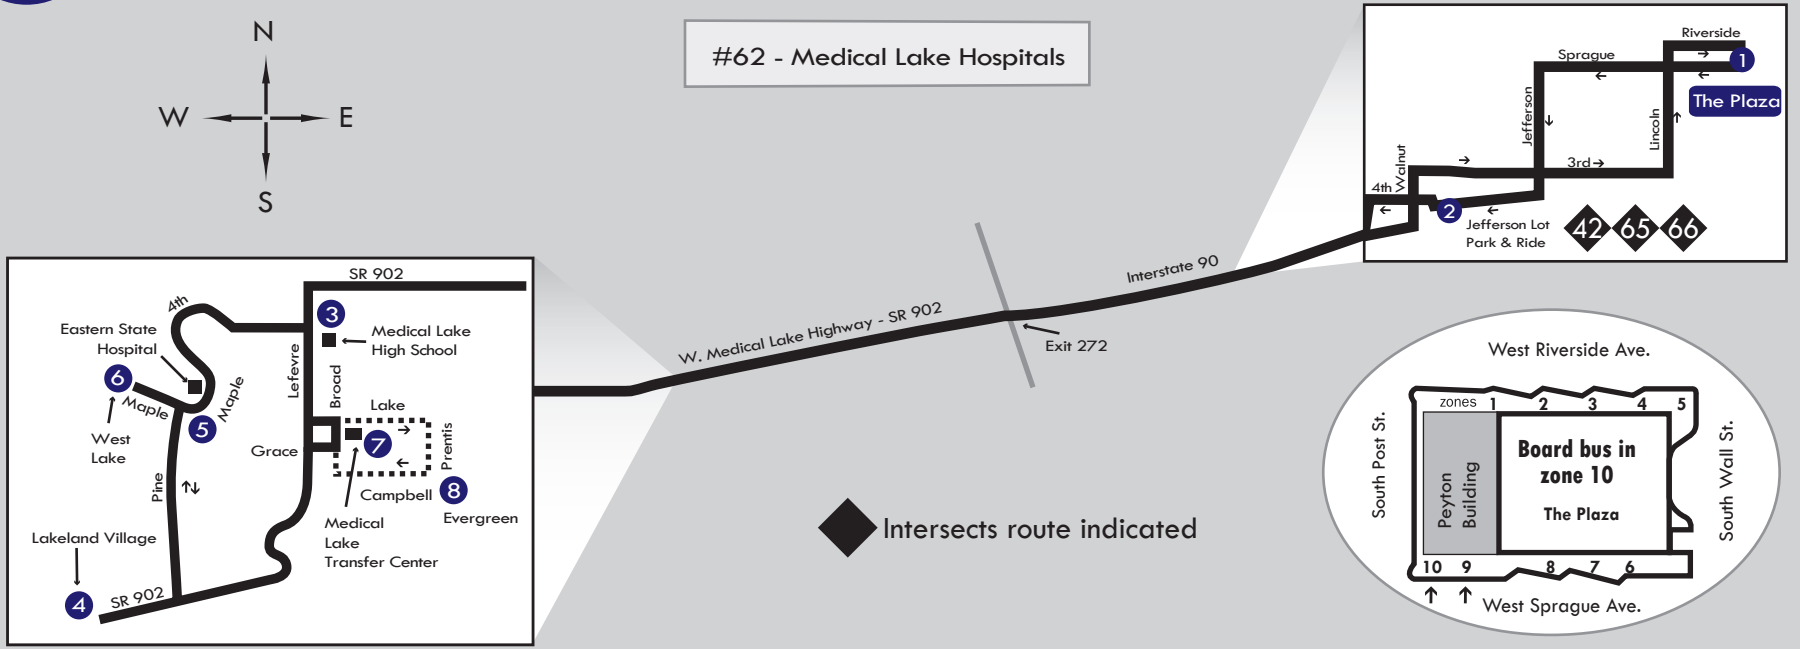 N
W
E
S
#62 - Medical Lake Hospitals
Riverside
Sprague
1
The Plaza
Jefferson
Lincoln
Walnut
3rd
4th
2
Jefferson Lot
Park & Ride
42
65
66
SR 902
4th
3
Eastern State
Hospital
Medical Lake
High School
Lefevre
Broad
6
Maple
Maple
5
West
Lake
Lake
7
Grace
Prentis
Pine
Campbell
8
Evergreen
Medical
Lake
Transfer Center
Lakeland Village
4
SR 902
W. Medical Lake Highway - SR 902
Interstate 90
Exit 272
Intersects route indicated
West Riverside Ave.
zones
1
2
3
4
5
South Post St.
Peyton
Building
Board bus in
zone 10
The Plaza
South Wall St.
10
9
8
7
6
West Sprague Ave.